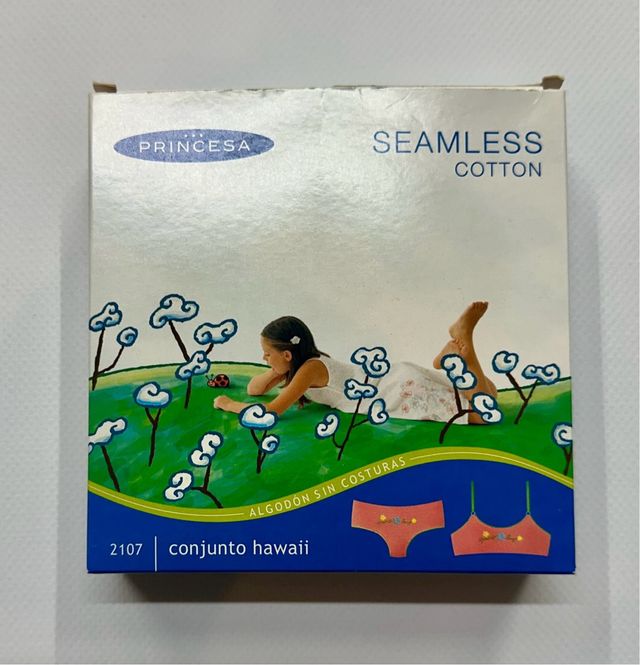 PRINCESA
SEAMLESS
COTTON
ALGODÓN SIN COSTURAS
2107
conjunto hawaii